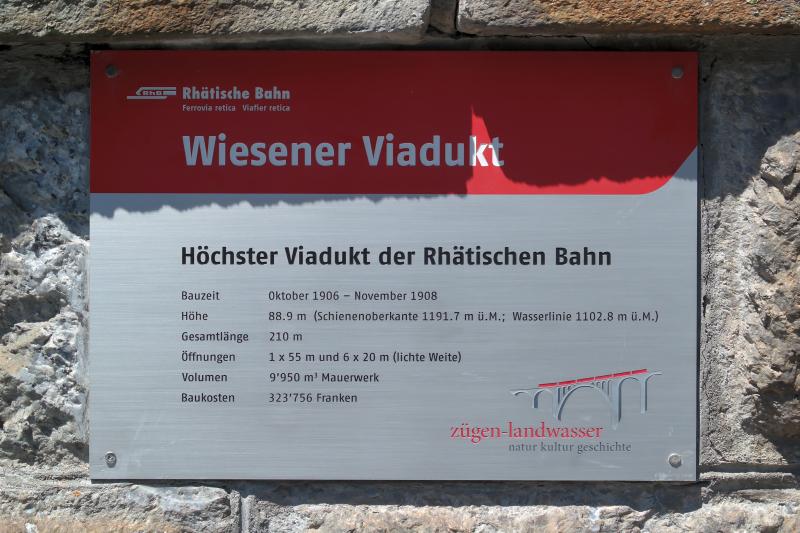 RhB Rhätische Bahn
Ferrovia retica Viafier retica
Wiesener Viadukt
Höchster Viadukt der Rhätischen Bahn
Bauzeit Oktober 1906 – November 1908
Höhe 88.9 m (Schienenoberkante 1191.7 m ü.M.; Wasserlinie 1102.8 m ü.M.)
Gesamtlänge 210 m
Öffnungen 1 x 55 m und 6 x 20 m (lichte Weite)
Volumen 9'950 m³ Mauerwerk
Baukosten 323'756 Franken
zügen-landwasser
natur kultur geschichte